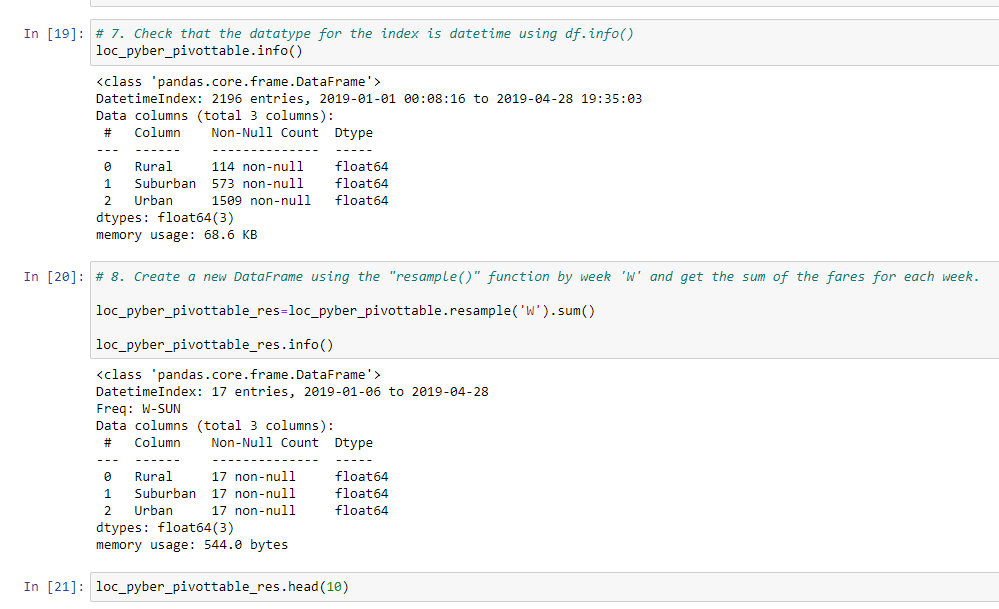 In [19]: # 7. Check that the datatype for the index is datetime using df.info()
loc_pyber_pivottable.info()
<class 'pandas.core.frame.DataFrame'>
DatetimeIndex: 2196 entries, 2019-01-01 00:08:16 to 2019-04-28 19:35:03
Data columns (total 3 columns):
 #   Column    Non-Null Count  Dtype
---  ------    --------------  -----
 0   Rural     114 non-null    float64
 1   Suburban  573 non-null    float64
 2   Urban     1509 non-null   float64
dtypes: float64(3)
memory usage: 68.6 KB
In [20]: # 8. Create a new DataFrame using the "resample()" function by week 'W' and get the sum of the fares for each week.
loc_pyber_pivottable_res=loc_pyber_pivottable.resample('W').sum()
loc_pyber_pivottable_res.info()
<class 'pandas.core.frame.DataFrame'>
DatetimeIndex: 17 entries, 2019-01-06 to 2019-04-28
Freq: W-SUN
Data columns (total 3 columns):
 #   Column    Non-Null Count  Dtype
---  ------    --------------  -----
 0   Rural     17 non-null     float64
 1   Suburban  17 non-null     float64
 2   Urban     17 non-null     float64
dtypes: float64(3)
memory usage: 544.0 bytes
In [21]: loc_pyber_pivottable_res.head(10)